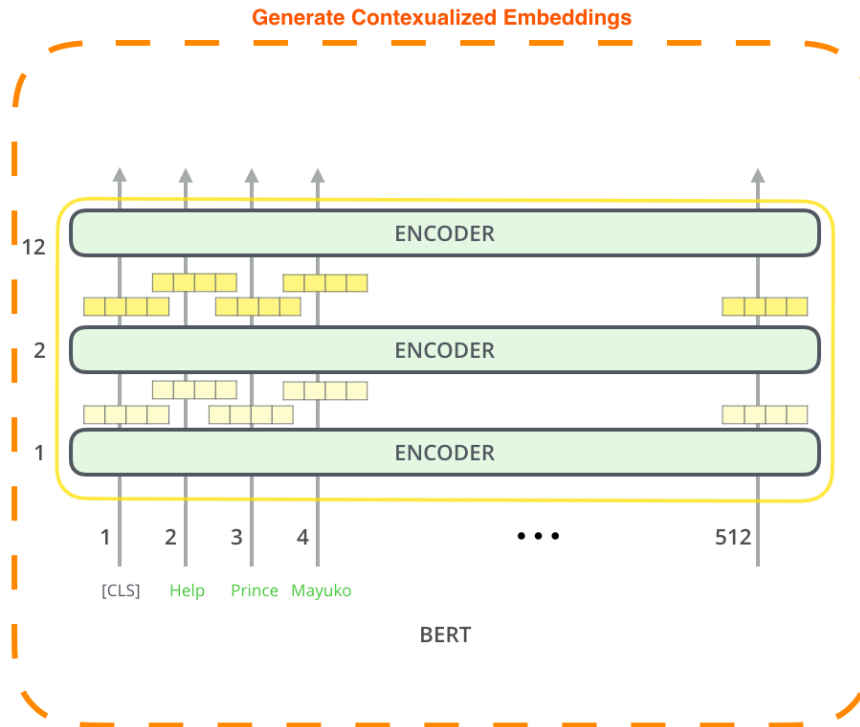 Generate Contexualized Embeddings
ENCODER
12
2
ENCODER
1
ENCODER
1 2 3 4 ••• 512
[CLS] Help Prince Mayuko
BERT